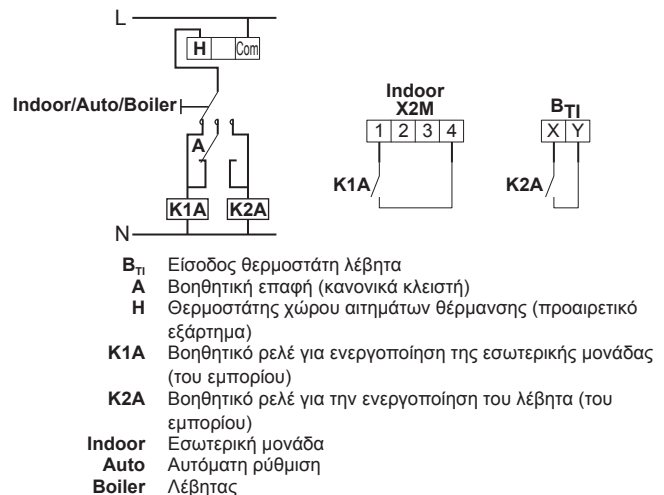 L
H Com
Indoor/Auto/Boiler
A
K1A K2A
N
Indoor
X2M
1 2 3 4
K1A
BTI
X Y
K2A
BTI Είσοδος θερμοστάτη λέβητα
A Βοηθητική επαφή (κανονικά κλειστή)
H Θερμοστάτης χώρου αιτημάτων θέρμανσης (προαιρετικό
εξάρτημα)
K1A Βοηθητικό ρελέ για ενεργοποίηση της εσωτερικής μονάδας
(του εμπορίου)
K2A Βοηθητικό ρελέ για την ενεργοποίηση του λέβητα (του
εμπορίου)
Indoor Εσωτερική μονάδα
Auto Αυτόματη ρύθμιση
Boiler Λέβητας